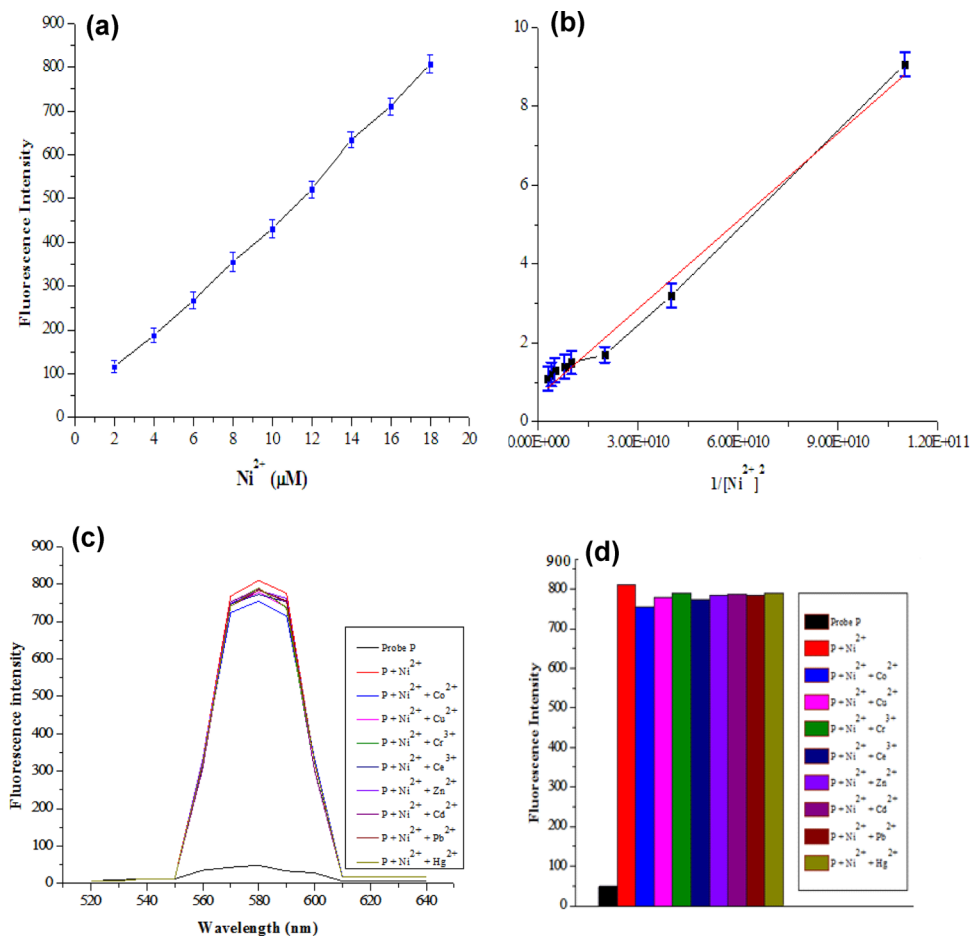 (a)
900
800
700
600
500
400
300
200
100
0
Fluorescence Intensity
0 2 4 6 8 10 12 14 16 18 20
Ni²⁺ (μM)
(b)
10
8
6
4
2
0
0.00E+000 3.00E+010 6.00E+010 9.00E+010 1.20E+011
1/[Ni²⁺]²
(c)
900
800
700
600
500
400
300
200
100
0
Fluorescence intensity
520 540 560 580 600 620 640
Wavelength (nm)
Probe P
P + Ni²⁺
P + Ni²⁺ + Co²⁺
P + Ni²⁺ + Cu²⁺
P + Ni²⁺ + Cr³⁺
P + Ni²⁺ + Ce³⁺
P + Ni²⁺ + Zn²⁺
P + Ni²⁺ + Cd²⁺
P + Ni²⁺ + Pb²⁺
P + Ni²⁺ + Hg²⁺
(d)
900
800
700
600
500
400
300
200
100
0
Fluorescence Intensity
Probe P
P + Ni²⁺
P + Ni²⁺ + Co²⁺
P + Ni²⁺ + Cu²⁺
P + Ni²⁺ + Cr³⁺
P + Ni²⁺ + Ce³⁺
P + Ni²⁺ + Zn²⁺
P + Ni²⁺ + Cd²⁺
P + Ni²⁺ + Pb²⁺
P + Ni²⁺ + Hg²⁺